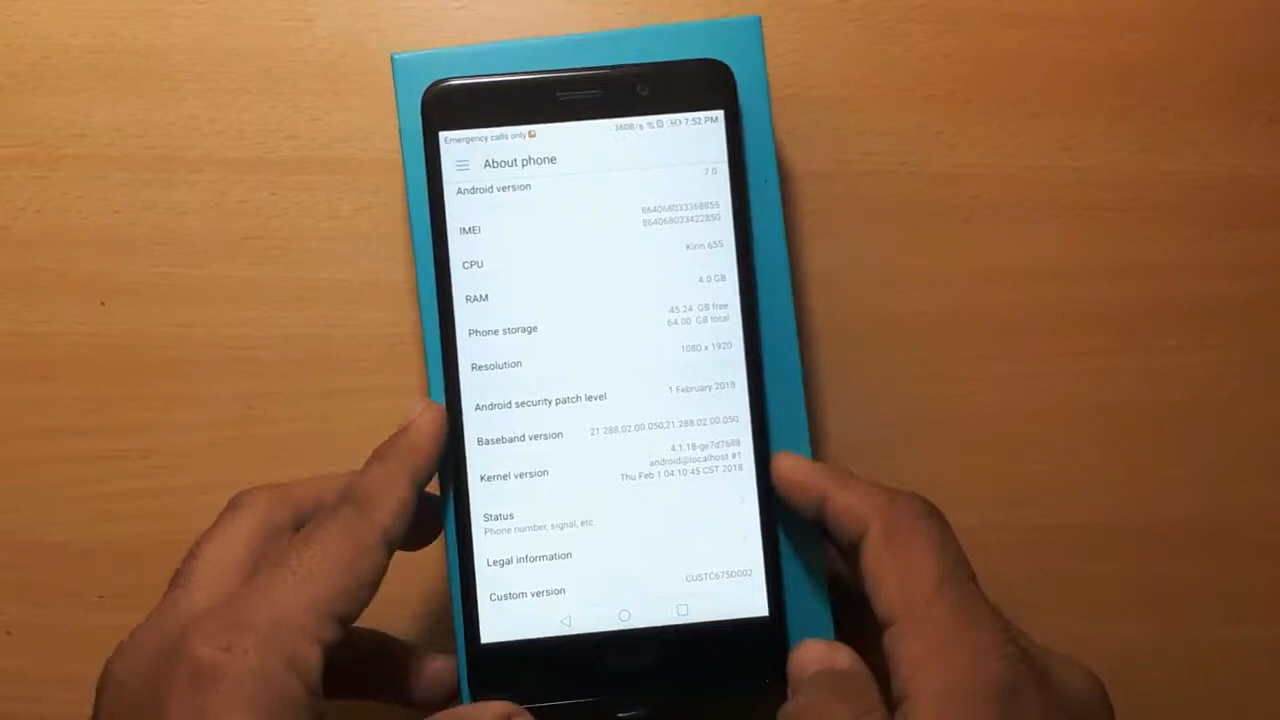 Emergency calls only 360B/s 7:52 PM
About phone
Android version 7.0
IMEI 864068033368855
864068033422850
CPU Kirin 655
RAM 4.0 GB
Phone storage 45.24 GB free
64.00 GB total
Resolution 1080 x 1920
Android security patch level 1 February 2018
Baseband version 21.288.02.00.050,21.288.02.00.050
Kernel version 4.1.18-ge7d7688
android@localhost #1
Thu Feb 1 04:10:45 CST 2018
Status
Phone number, signal, etc.
Legal information
Custom version CUSTC675D002